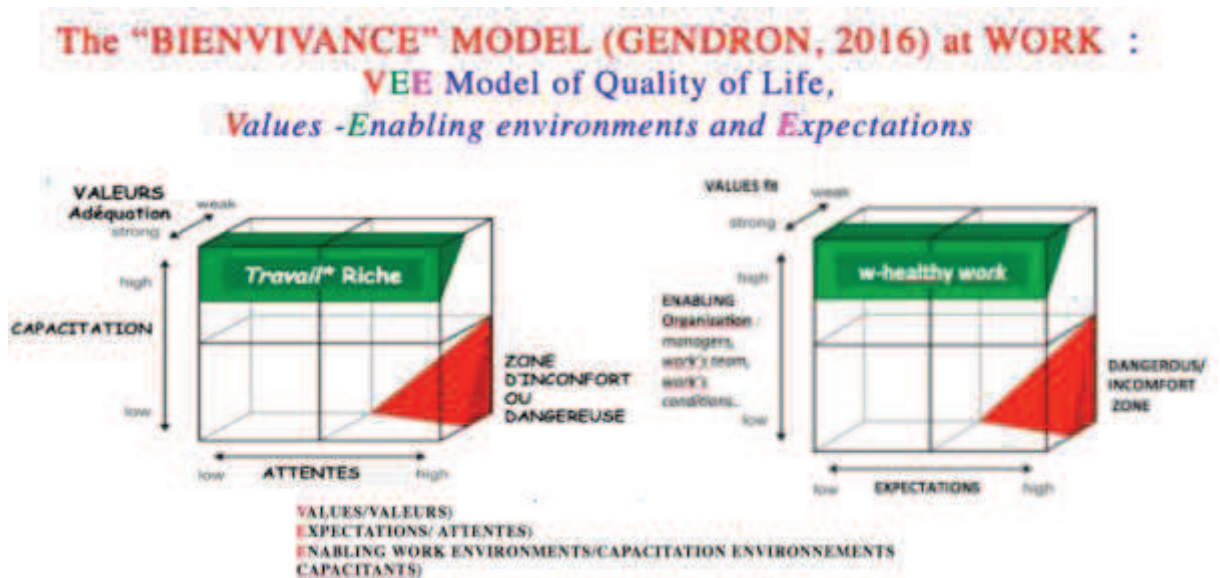 The “BIENVIVANCE” MODEL (GENDRON, 2016) at WORK :
VEE Model of Quality of Life,
Values -Enabling environments and Expectations
VALEURS
Adéquation
weak
strong
high
Travail* Riche
CAPACITATION
low
ZONE
D'INCONFORT
OU
DANGEREUSE
low
ATTENTES
high
VALUES fit
weak
strong
high
w-healthy work
ENABLING
Organization :
managers,
work's team,
work's
conditions..
low
DANGEROUS/
INCOMFORT
ZONE
low
EXPECTATIONS
high
VALUES/VALEURS)
EXPECTATIONS/ ATTENTES)
ENABLING WORK ENVIRONMENTS/CAPACITATION ENVIRONNEMENTS
CAPACITANTS)